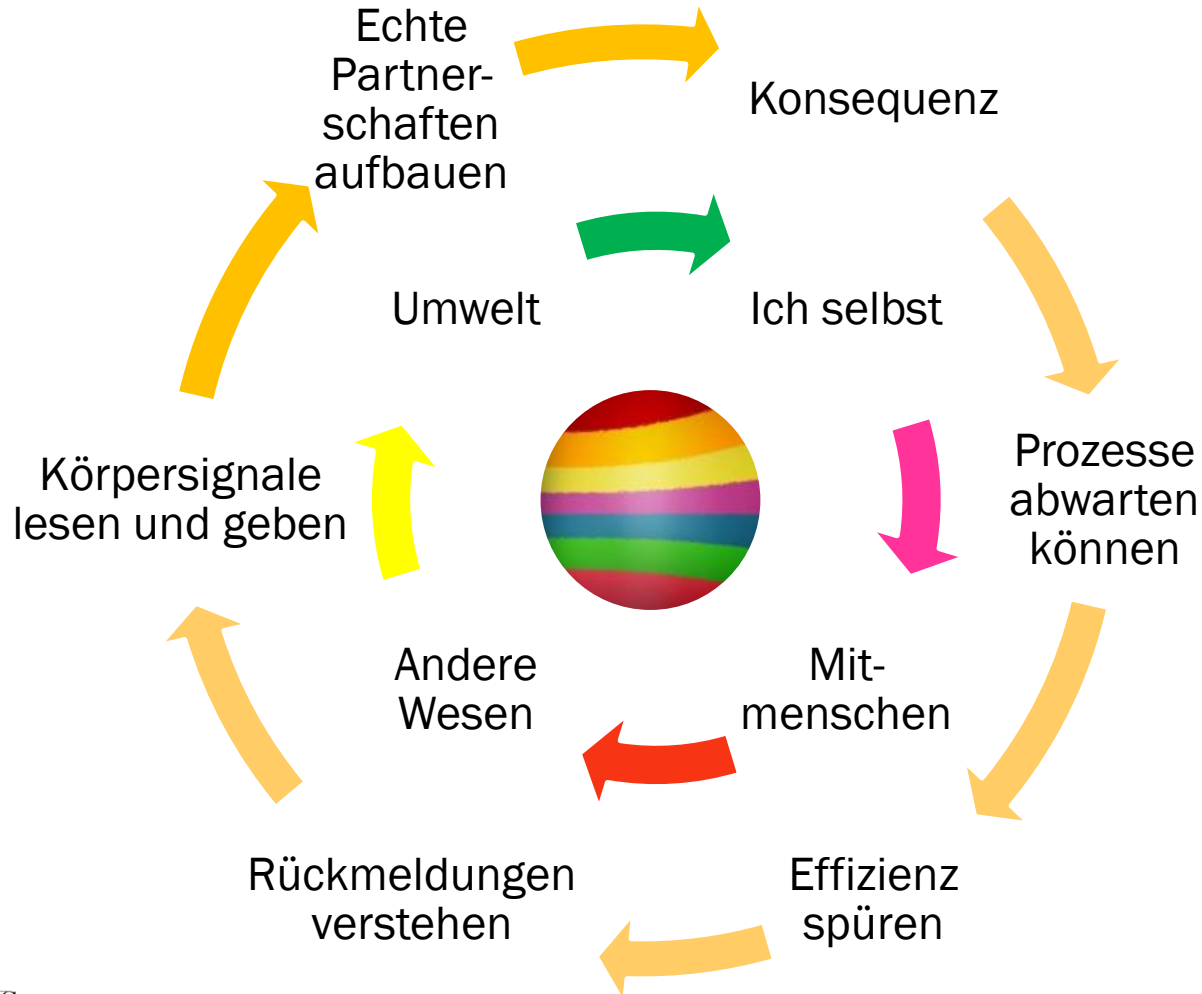 Echte
Partner-
schaften
aufbauen
Konsequenz
Prozesse
abwarten
können
Effizienz
spüren
Rückmeldungen
verstehen
Körpersignale
lesen und geben
Umwelt
Ich selbst
Mit-
menschen
Andere
Wesen